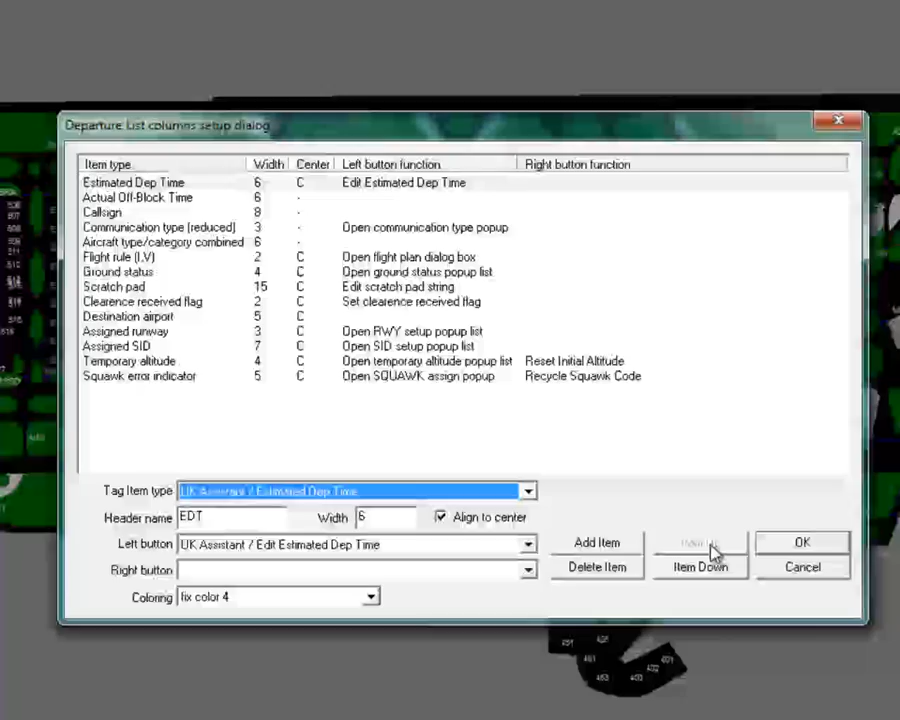 Departure List columns setup dialog
Item type Width Center Left button function Right button function
Estimated Dep Time 6 C Edit Estimated Dep Time
Actual Off-Block Time 6 .
Callsign 8 .
Communication type (reduced) 3 . Open communication type popup
Aircraft type/category combined 6 .
Flight rule (I,V) 2 C Open flight plan dialog box
Ground status 4 C Open ground status popup list
Scratch pad 15 C Edit scratch pad string
Clearence received flag 2 C Set clearence received flag
Destination airport 5 C
Assigned runway 3 C Open RWY setup popup list
Assigned SID 7 C Open SID setup popup list
Temporary altitude 4 C Open temporary altitude popup list Reset Initial Altitude
Squawk error indicator 5 C Open SQUAWK assign popup Recycle Squawk Code
Tag Item type UK Assistant / Estimated Dep Time
Header name EDT Width 6 Align to center
Left button UK Assistant / Edit Estimated Dep Time Add Item OK
Right button Delete Item Item Down Cancel
Coloring fix color 4